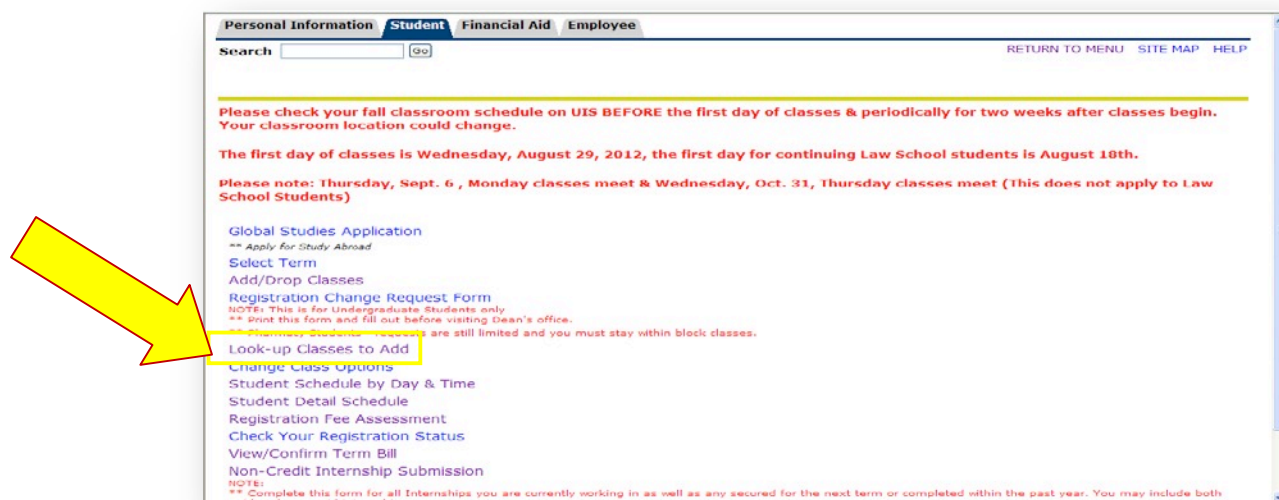 Personal Information Student Financial Aid Employee
Search Go RETURN TO MENU SITE MAP HELP
Please check your fall classroom schedule on UIS BEFORE the first day of classes & periodically for two weeks after classes begin.
Your classroom location could change.
The first day of classes is Wednesday, August 29, 2012, the first day for continuing Law School students is August 18th.
Please note: Thursday, Sept. 6 , Monday classes meet & Wednesday, Oct. 31, Thursday classes meet (This does not apply to Law
School Students)
Global Studies Application
** Apply for Study Abroad
Select Term
Add/Drop Classes
Registration Change Request Form
NOTE: This is for Undergraduate Students only
** Print this form and fill out before visiting Dean's office.
** Pharmacy Students - requests are still limited and you must stay within block classes.
Look-up Classes to Add
Change Class Options
Student Schedule by Day & Time
Student Detail Schedule
Registration Fee Assessment
Check Your Registration Status
View/Confirm Term Bill
Non-Credit Internship Submission
NOTE:
** Complete this form for all Internships you are currently working in as well as any secured for the next term or completed within the past year. You may include both